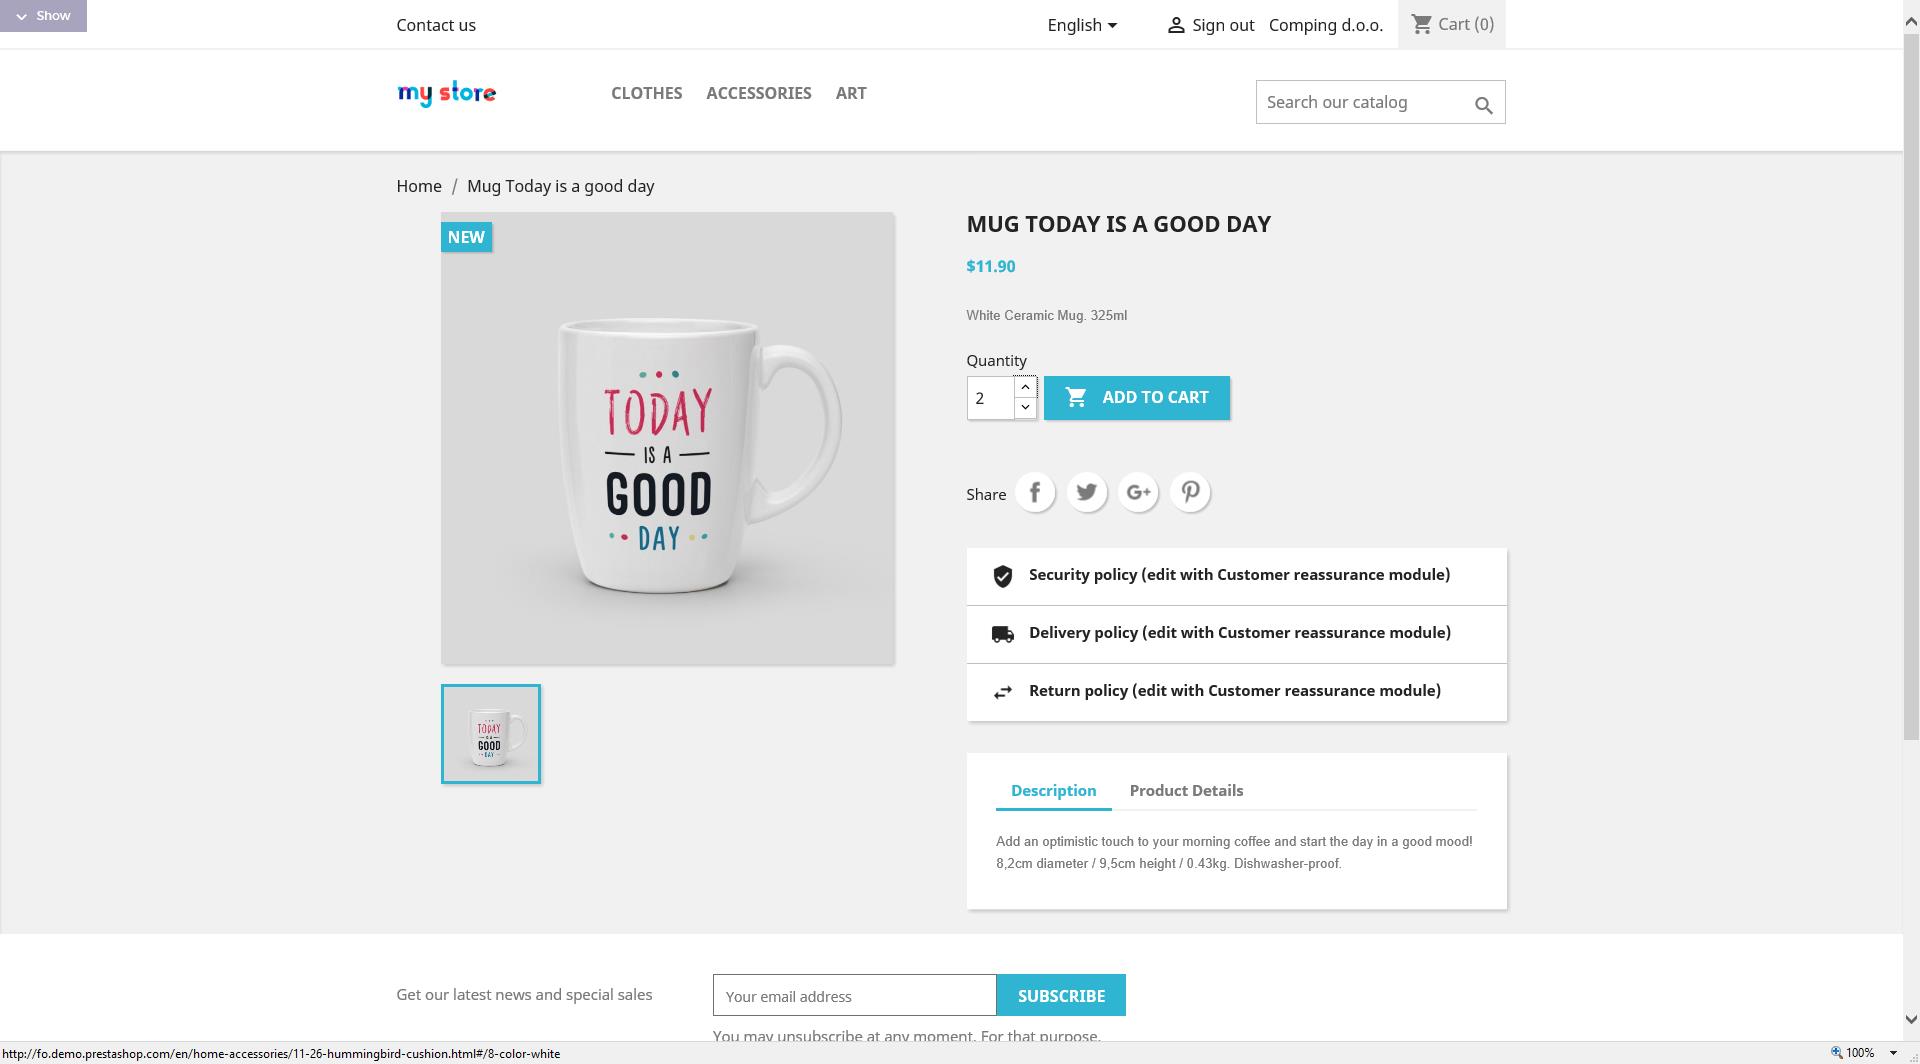 Show
Contact us
English
Sign out
Comping d.o.o.
Cart (0)
my store
CLOTHES
ACCESSORIES
ART
Search our catalog
Home / Mug Today is a good day
NEW
TODAY
IS A
GOOD
DAY
TODAY
IS A
GOOD
DAY
MUG TODAY IS A GOOD DAY
$11.90
White Ceramic Mug. 325ml
Quantity
2
ADD TO CART
Share
Security policy (edit with Customer reassurance module)
Delivery policy (edit with Customer reassurance module)
Return policy (edit with Customer reassurance module)
Description
Product Details
Add an optimistic touch to your morning coffee and start the day in a good mood!
8,2cm diameter / 9,5cm height / 0.43kg. Dishwasher-proof.
Get our latest news and special sales
Your email address
SUBSCRIBE
You may unsubscribe at any moment. For that purpose,
http://fo.demo.prestashop.com/en/home-accessories/11-26-hummingbird-cushion.html#/8-color-white
100%